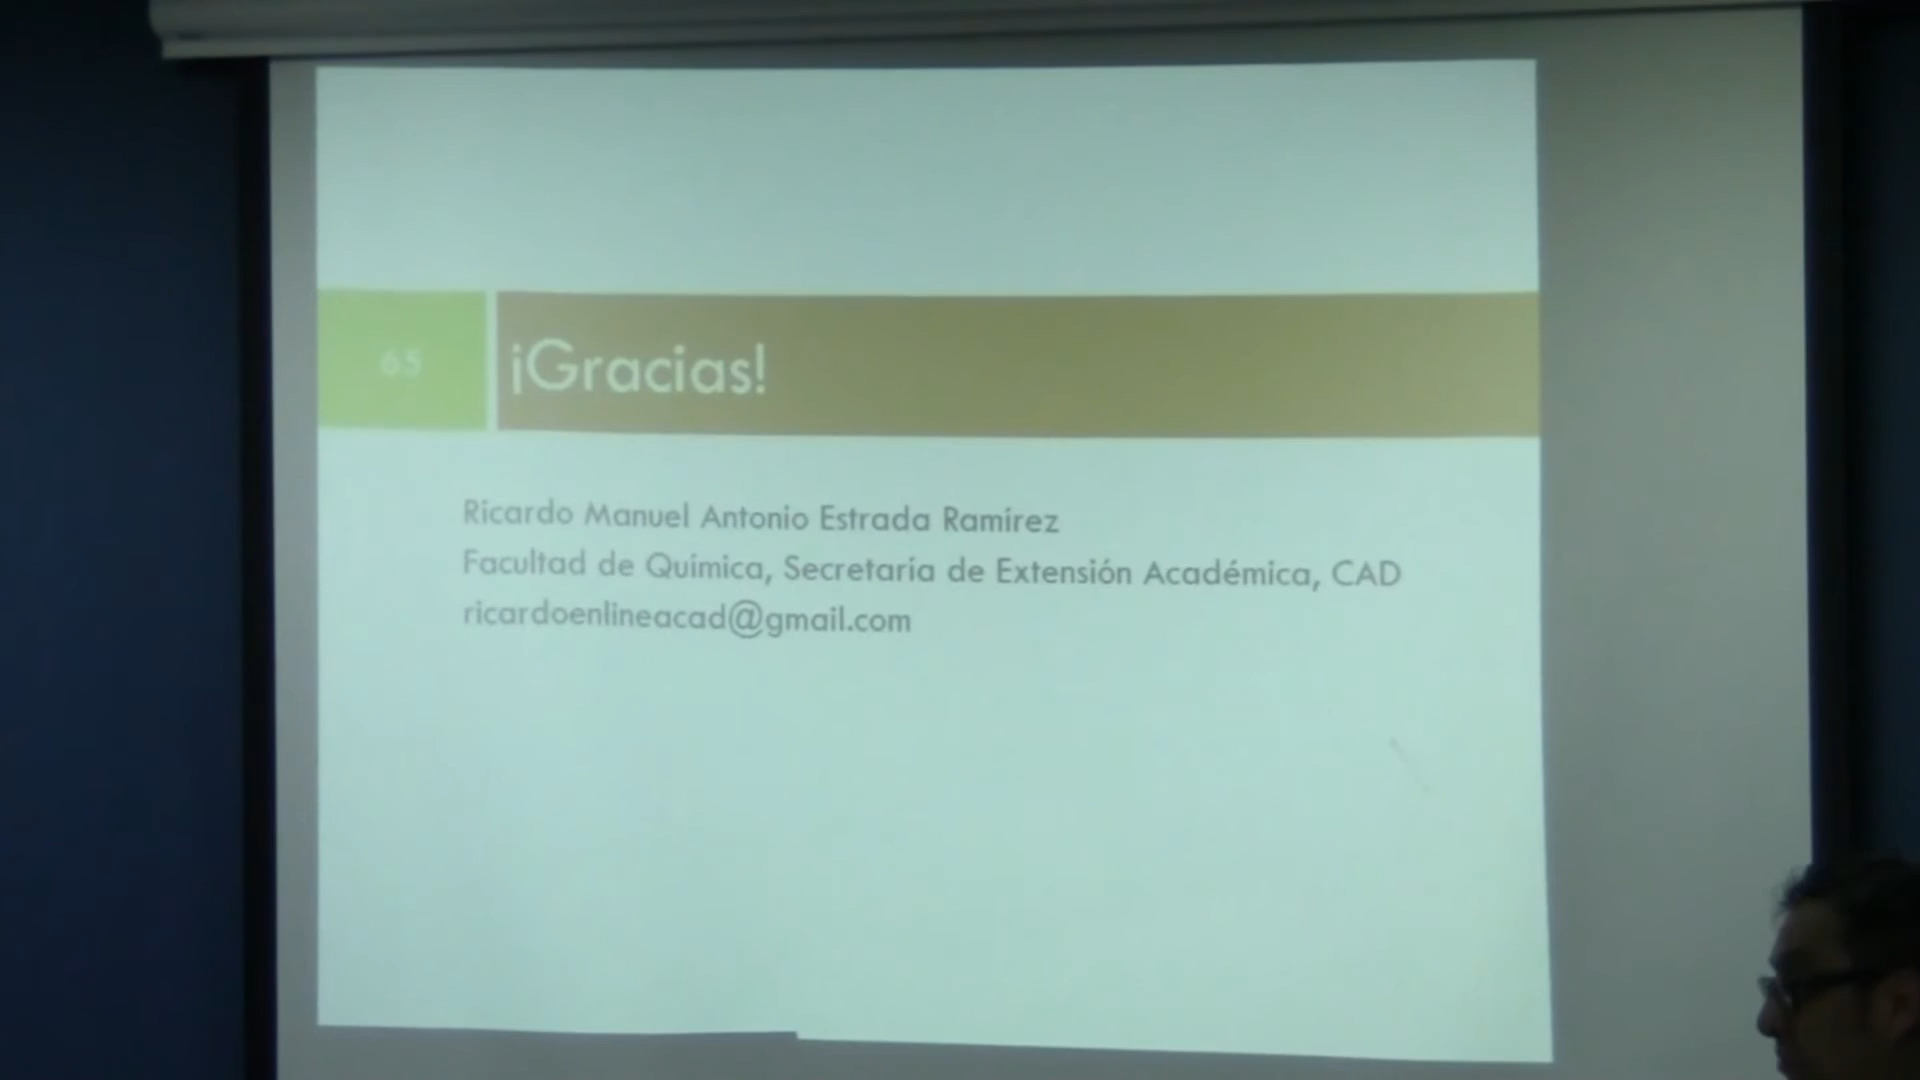 65
¡Gracias!
Ricardo Manuel Antonio Estrada Ramírez
Facultad de Química, Secretaría de Extensión Académica, CAD
ricardoenlineacad@gmail.com